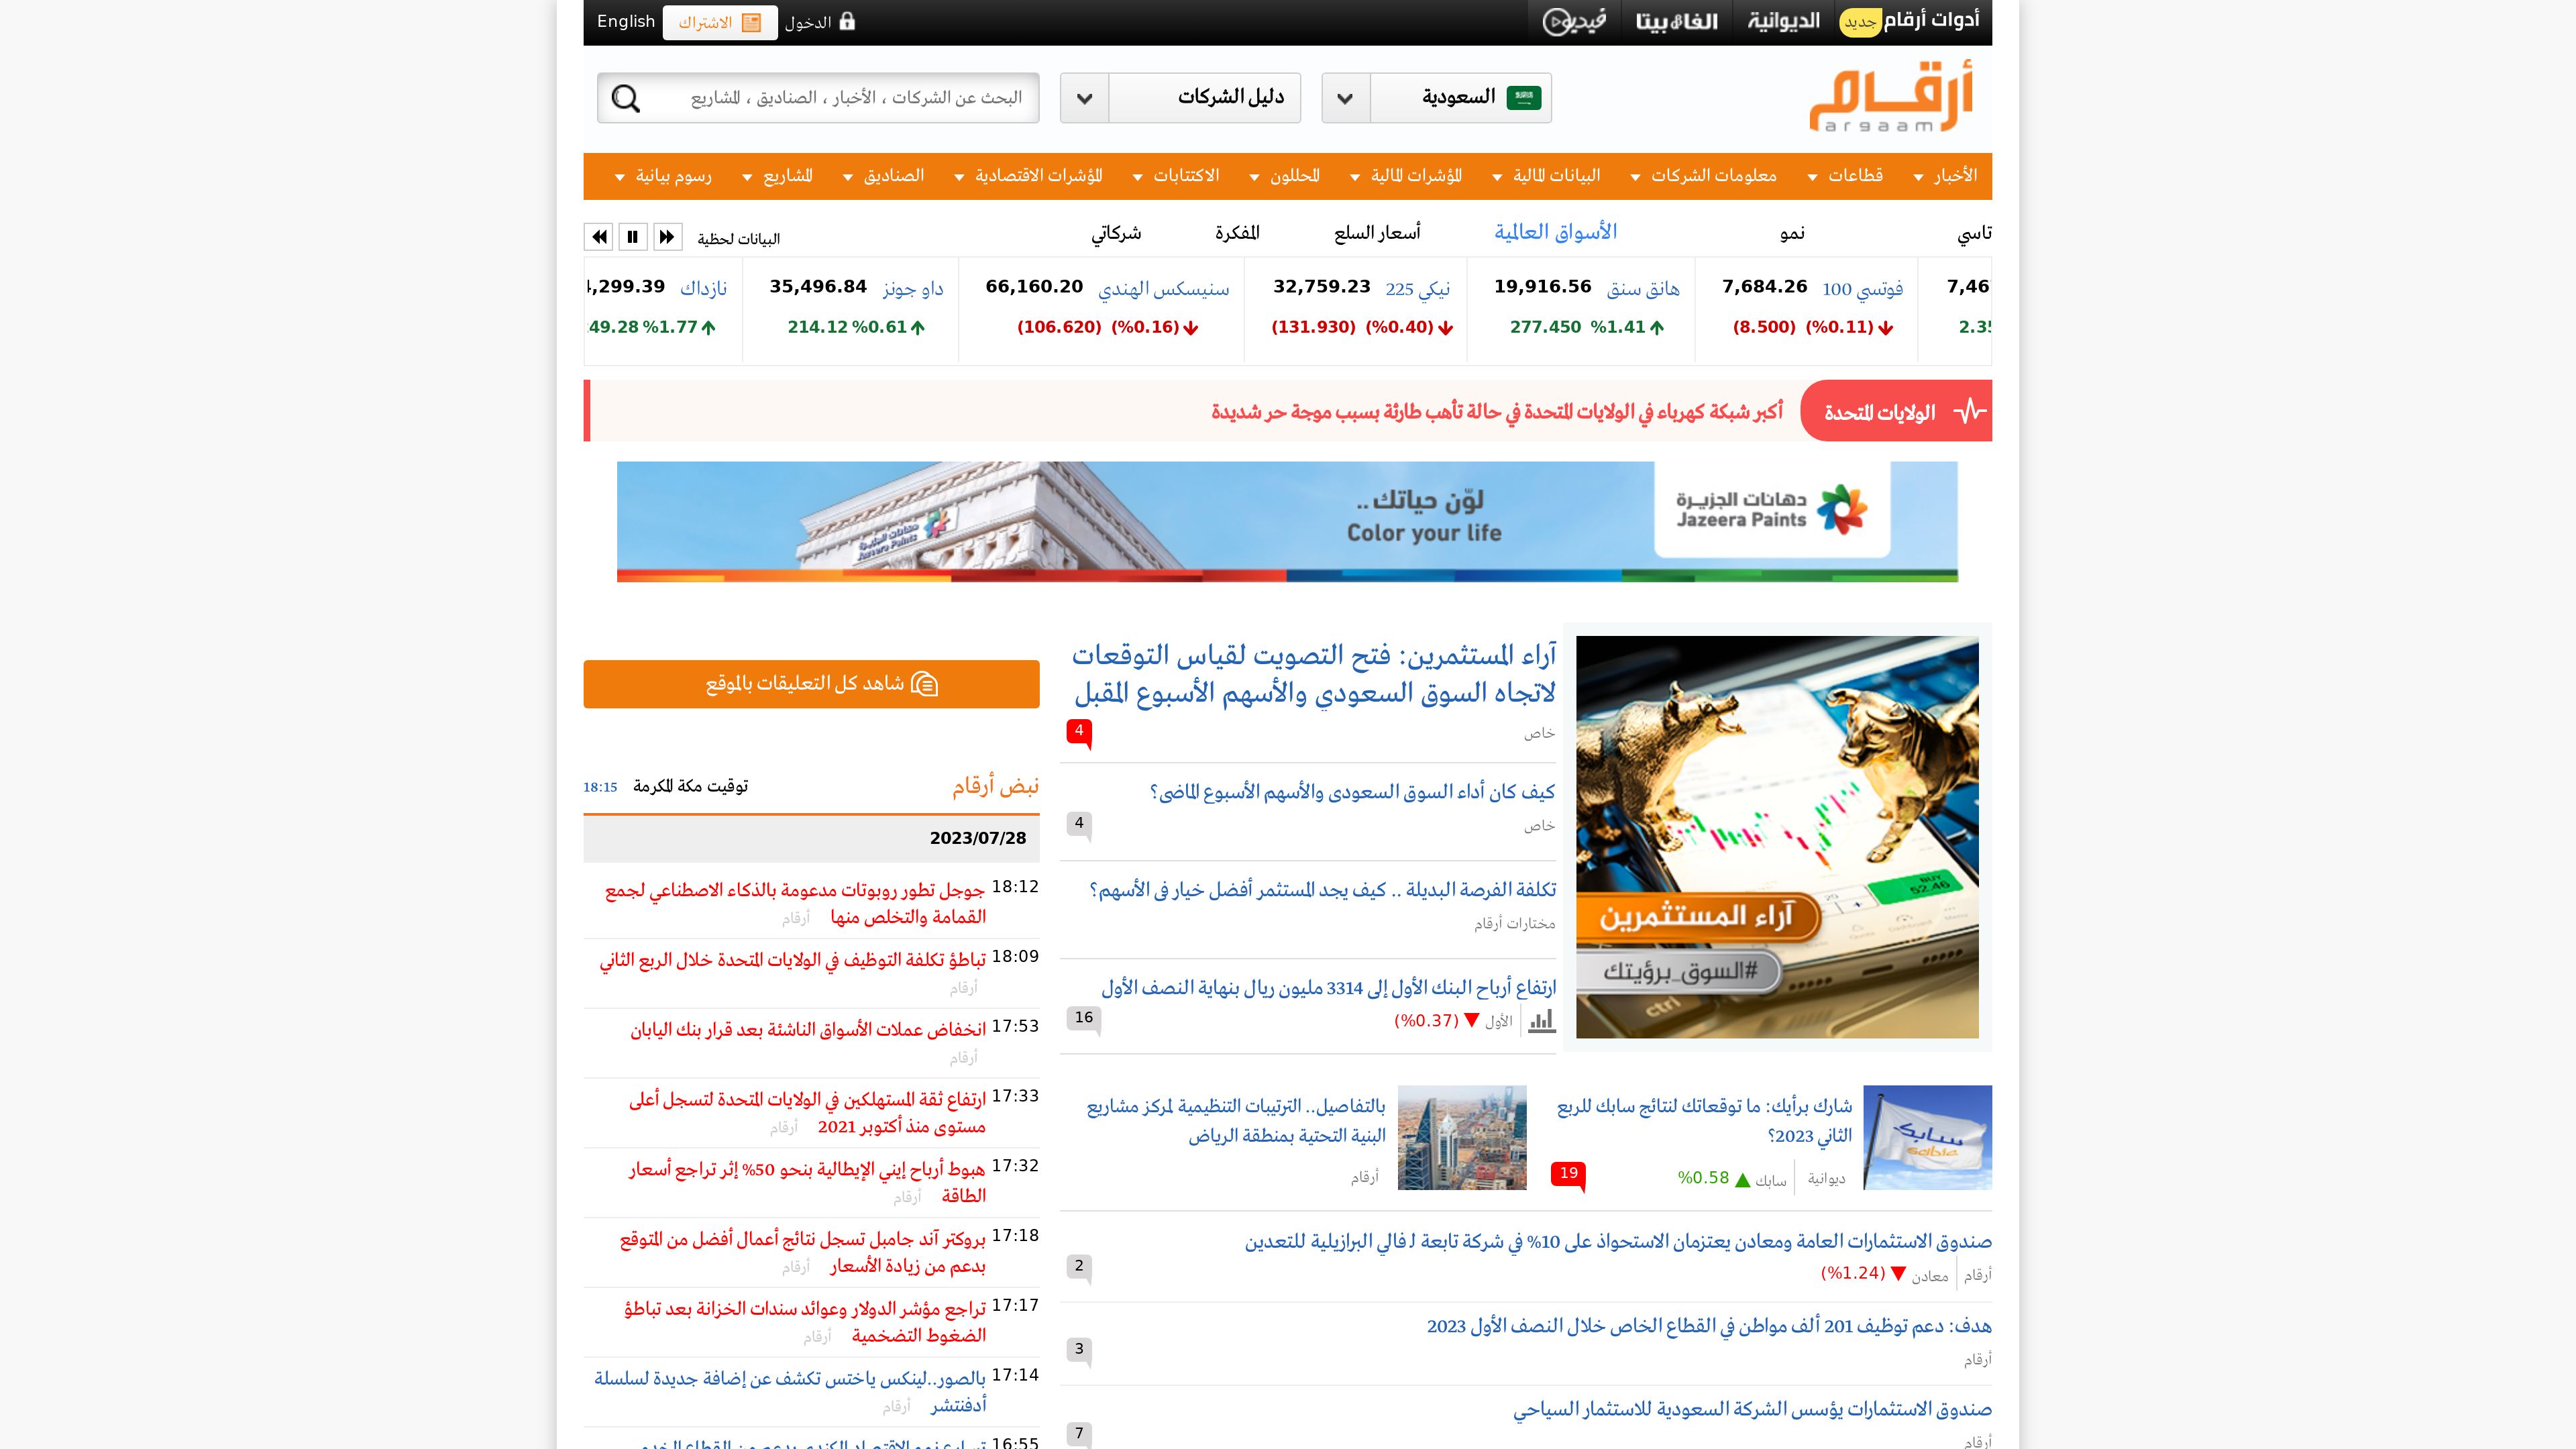 أدوات أرقام جديد
الديوانية
الفا بيتا
فيديو
الدخول
الاشتراك
English
أرقام
argaam
السعودية
دليل الشركات
البحث عن الشركات ، الأخبار ، الصناديق ، المشاريع
الأخبار قطاعات معلومات الشركات البيانات المالية المؤشرات المالية المحللون الاكتتابات المؤشرات الاقتصادية الصناديق المشاريع رسوم بيانية
تاسي نمو الأسواق العالمية أسعار السلع المفكرة شركاتي
البيانات لحظية
فوتسي 100 7,684.26
(8.500) (%0.11)
هانق سنق 19,916.56
277.450 %1.41
نيكي 225 32,759.23
(131.930) (%0.40)
سنيسكس الهندي 66,160.20
(106.620) (%0.16)
داو جونز 35,496.84
214.12 %0.61
نازداك 4,299.39
49.28 %1.77
الولايات المتحدة
أكبر شبكة كهرباء في الولايات المتحدة في حالة تأهب طارئة بسبب موجة حر شديدة
دهانات الجزيرة
Jazeera Paints
لوّن حياتك ..
Color your life
دهانات الجزيرة
Jazeera Paints
BUY
52.46
آراء المستثمرين
#السوق_برؤيتك
ctrl
آراء المستثمرين: فتح التصويت لقياس التوقعات
لاتجاه السوق السعودي والأسهم الأسبوع المقبل
خاص
4
كيف كان أداء السوق السعودي والأسهم الأسبوع الماضي؟
خاص
4
تكلفة الفرصة البديلة .. كيف يجد المستثمر أفضل خيار في الأسهم؟
مختارات أرقام
ارتفاع أرباح البنك الأول إلى 3314 مليون ريال بنهاية النصف الأول
الأول (%0.37)
16
سابك
sabic
شارك برأيك: ما توقعاتك لنتائج سابك للربع
الثاني 2023؟
ديوانية سابك %0.58
19
بالتفاصيل.. الترتيبات التنظيمية لمركز مشاريع
البنية التحتية بمنطقة الرياض
أرقام
صندوق الاستثمارات العامة ومعادن يعتزمان الاستحواذ على 10% في شركة تابعة لـ فالي البرازيلية للتعدين
أرقام معادن (%1.24)
2
هدف: دعم توظيف 201 ألف مواطن في القطاع الخاص خلال النصف الأول 2023
أرقام
3
صندوق الاستثمارات يؤسس الشركة السعودية للاستثمار السياحي
أرقام
7
شاهد كل التعليقات بالموقع
نبض أرقام
توقيت مكة المكرمة 18:15
2023/07/28
18:12 جوجل تطور روبوتات مدعومة بالذكاء الاصطناعي لجمع
القمامة والتخلص منها أرقام
18:09 تباطؤ تكلفة التوظيف في الولايات المتحدة خلال الربع الثاني
أرقام
17:53 انخفاض عملات الأسواق الناشئة بعد قرار بنك اليابان
أرقام
17:33 ارتفاع ثقة المستهلكين في الولايات المتحدة لتسجل أعلى
مستوى منذ أكتوبر 2021 أرقام
17:32 هبوط أرباح إيني الإيطالية بنحو 50% إثر تراجع أسعار
الطاقة أرقام
17:18 بروكتر آند جامبل تسجل نتائج أعمال أفضل من المتوقع
بدعم من زيادة الأسعار أرقام
17:17 تراجع مؤشر الدولار وعوائد سندات الخزانة بعد تباطؤ
الضغوط التضخمية أرقام
17:14 بالصور..لينكس ياختس تكشف عن إضافة جديدة لسلسلة
أدفنتشر أرقام
16:55